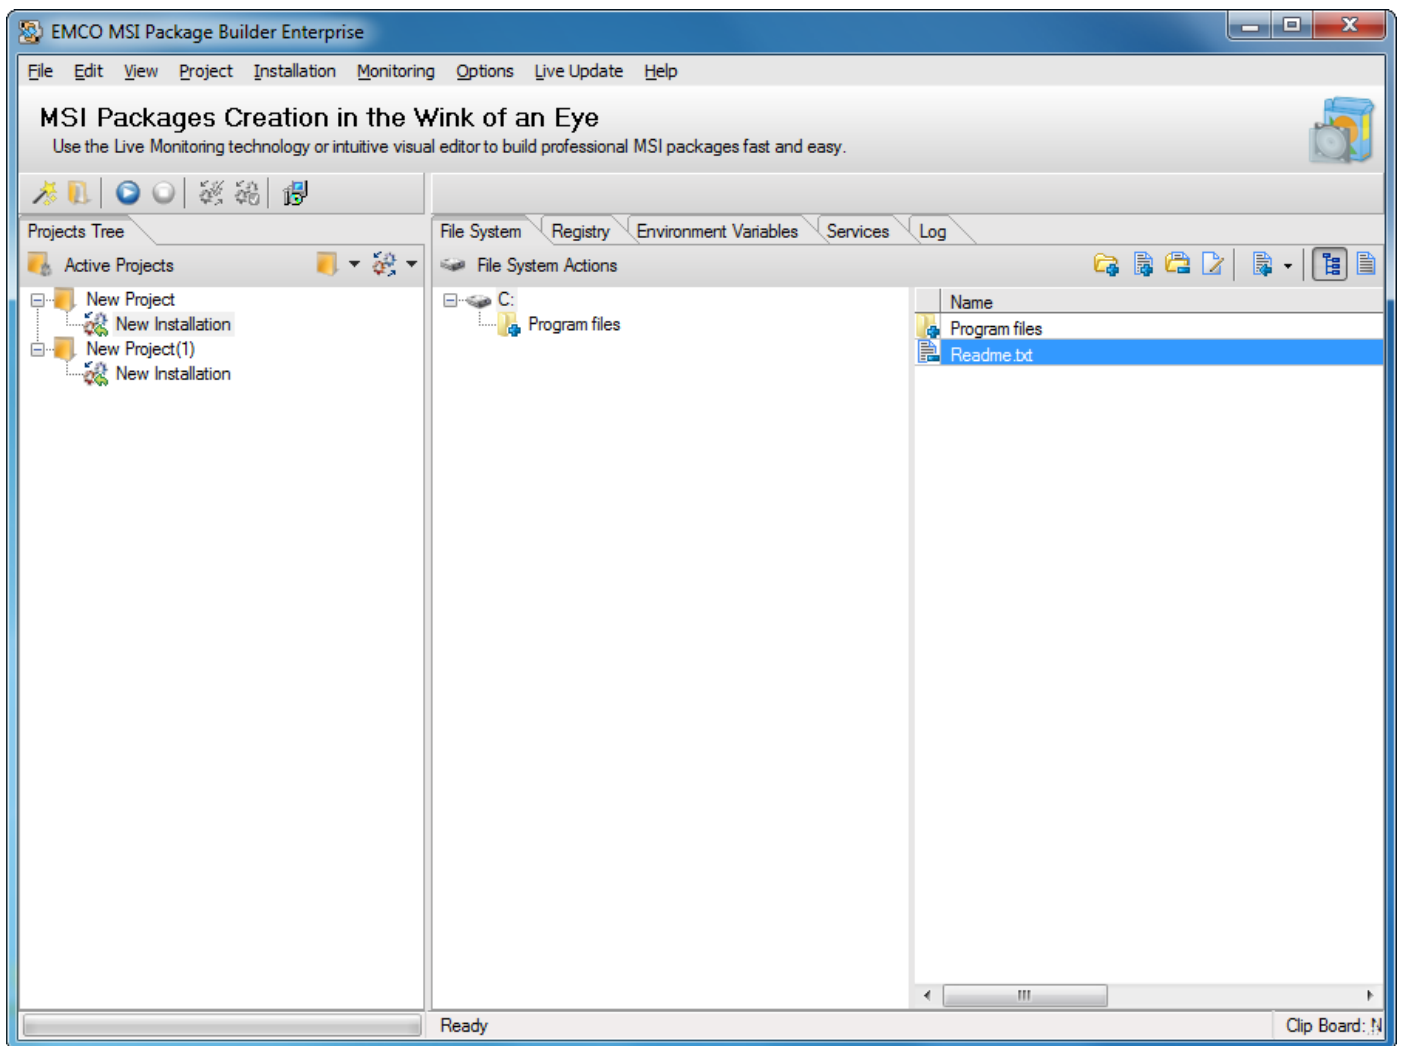 EMCO MSI Package Builder Enterprise
File Edit View Project Installation Monitoring Options Live Update Help
MSI Packages Creation in the Wink of an Eye
Use the Live Monitoring technology or intuitive visual editor to build professional MSI packages fast and easy.
Projects Tree
File System Registry Environment Variables Services Log
Active Projects
File System Actions
New Project
New Installation
New Project(1)
New Installation
C:
Program files
Name
Program files
Readme.txt
Ready
Clip Board: N